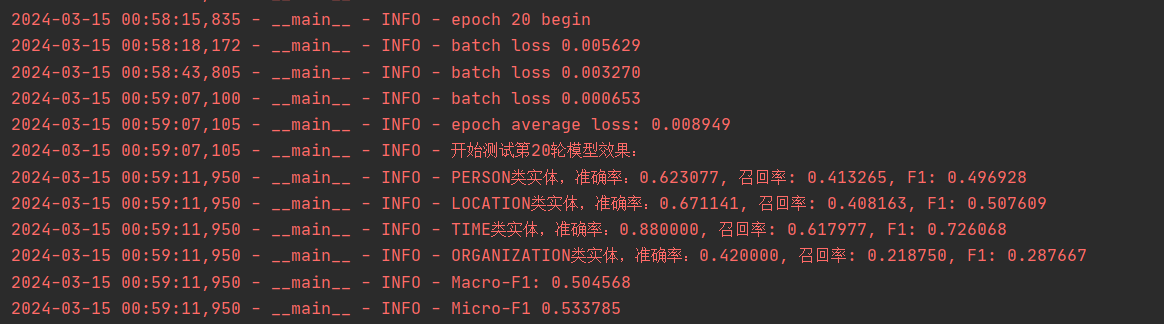 2024-03-15 00:58:15,835 - __main__ - INFO - epoch 20 begin
2024-03-15 00:58:18,172 - __main__ - INFO - batch loss 0.005629
2024-03-15 00:58:43,805 - __main__ - INFO - batch loss 0.003270
2024-03-15 00:59:07,100 - __main__ - INFO - batch loss 0.000653
2024-03-15 00:59:07,105 - __main__ - INFO - epoch average loss: 0.008949
2024-03-15 00:59:07,105 - __main__ - INFO - 开始测试第20轮模型效果：
2024-03-15 00:59:11,950 - __main__ - INFO - PERSON类实体，准确率：0.623077, 召回率: 0.413265, F1: 0.496928
2024-03-15 00:59:11,950 - __main__ - INFO - LOCATION类实体，准确率：0.671141, 召回率: 0.408163, F1: 0.507609
2024-03-15 00:59:11,950 - __main__ - INFO - TIME类实体，准确率：0.880000, 召回率: 0.617977, F1: 0.726068
2024-03-15 00:59:11,950 - __main__ - INFO - ORGANIZATION类实体，准确率：0.420000, 召回率: 0.218750, F1: 0.287667
2024-03-15 00:59:11,950 - __main__ - INFO - Macro-F1: 0.504568
2024-03-15 00:59:11,950 - __main__ - INFO - Micro-F1 0.533785